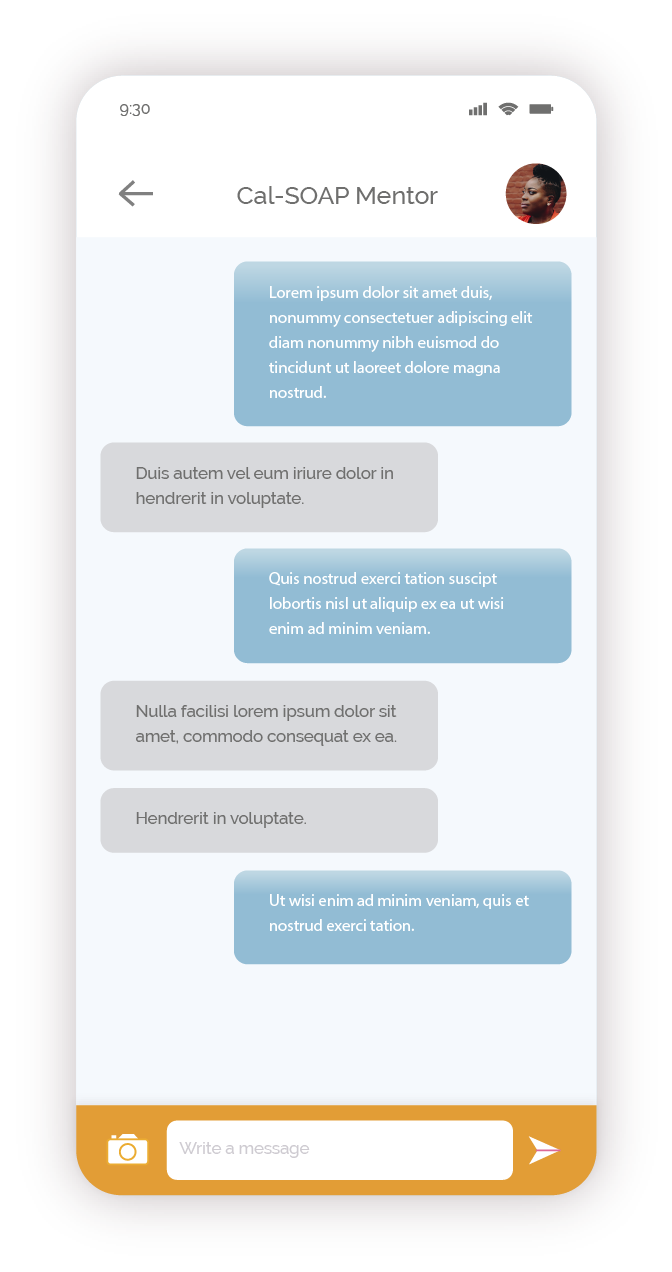 9:30
Cal-SOAP Mentor
Lorem ipsum dolor sit amet duis,
nonummy consectetuer adipiscing elit
diam nonummy nibh euismod do
tincidunt ut laoreet dolore magna
nostrud.
Duis autem vel eum iriure dolor in
hendrerit in voluptate.
Quis nostrud exerci tation suscipt
lobortis nisl ut aliquip ex ea ut wisi
enim ad minim veniam.
Nulla facilisi lorem ipsum dolor sit
amet, commodo consequat ex ea.
Hendrerit in voluptate.
Ut wisi enim ad minim veniam, quis et
nostrud exerci tation.
Write a message